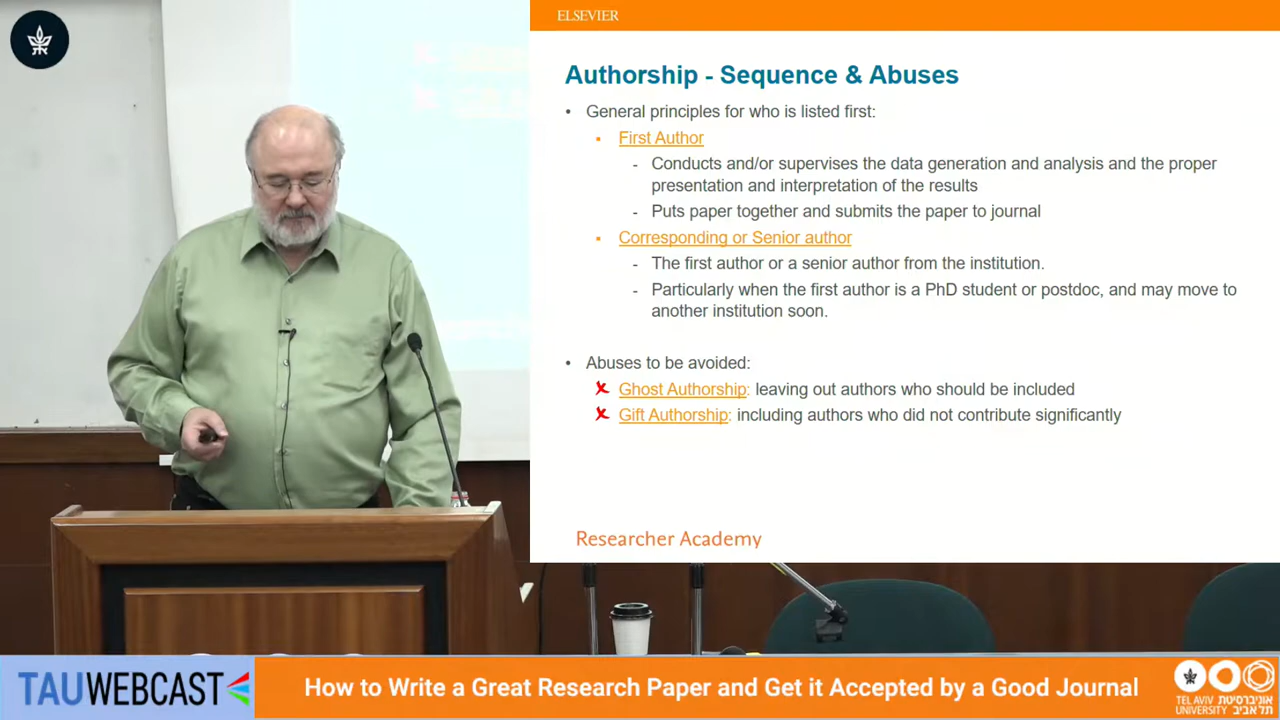 ELSEVIER
Authorship - Sequence & Abuses
• General principles for who is listed first:
▪ First Author
- Conducts and/or supervises the data generation and analysis and the proper
presentation and interpretation of the results
- Puts paper together and submits the paper to journal
▪ Corresponding or Senior author
- The first author or a senior author from the institution.
- Particularly when the first author is a PhD student or postdoc, and may move to
another institution soon.
• Abuses to be avoided:
Ghost Authorship: leaving out authors who should be included
Gift Authorship: including authors who did not contribute significantly
Researcher Academy
TAUWEBCAST
How to Write a Great Research Paper and Get it Accepted by a Good Journal
TEL AVIV אוניברסיטת
UNIVERSITY תל אביב